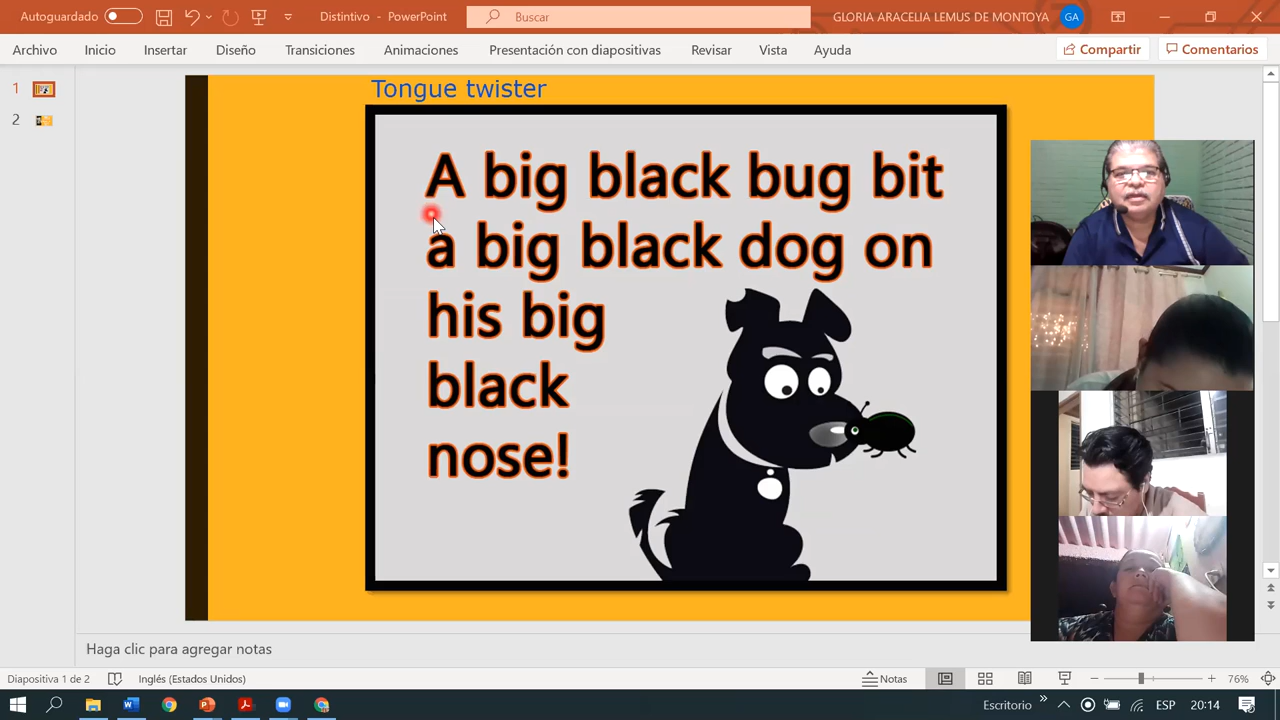 Autoguardado
Distintivo - PowerPoint
Buscar
GLORIA ARACELIA LEMUS DE MONTOYA
GA
Archivo Inicio Insertar Diseño Transiciones Animaciones Presentación con diapositivas Revisar Vista Ayuda
Compartir
Comentarios
1
2
Tongue twister
A big black bug bit
a big black dog on
his big
black
nose!
Haga clic para agregar notas
Diapositiva 1 de 2
Inglés (Estados Unidos)
Notas
76%
Escritorio
ESP
20:14